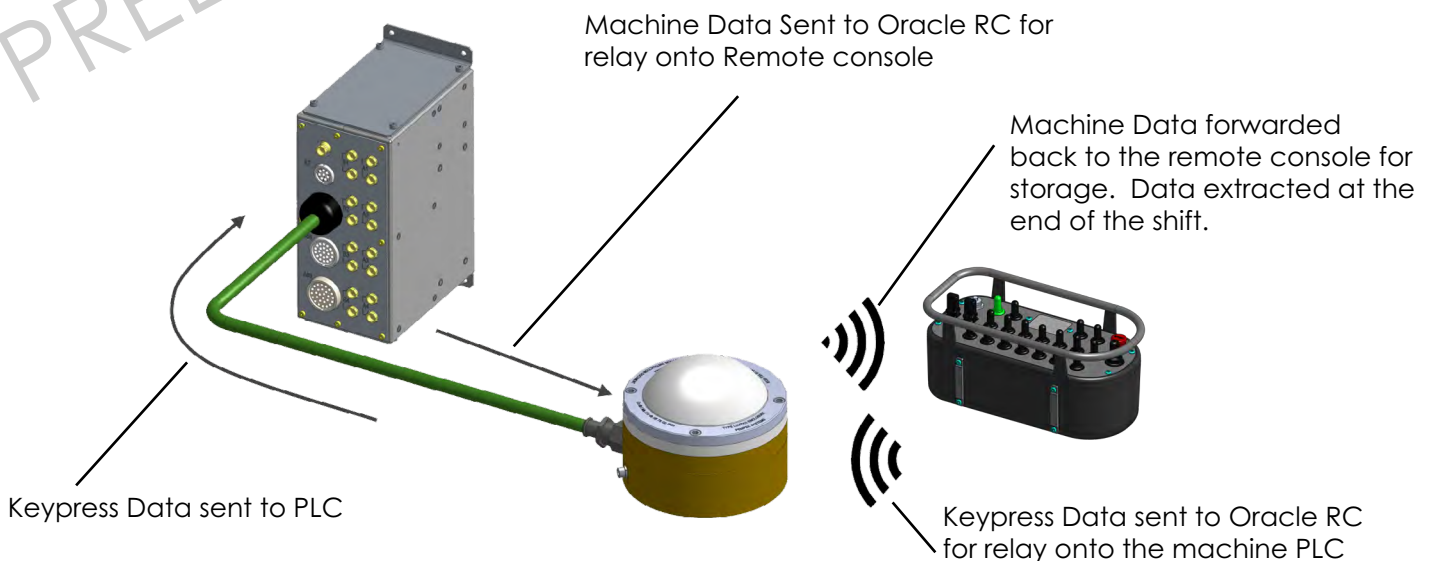 Machine Data Sent to Oracle RC for
relay onto Remote console
Machine Data forwarded
back to the remote console for
storage.  Data extracted at the
end of the shift.
Keypress Data sent to PLC
Keypress Data sent to Oracle RC
for relay onto the machine PLC